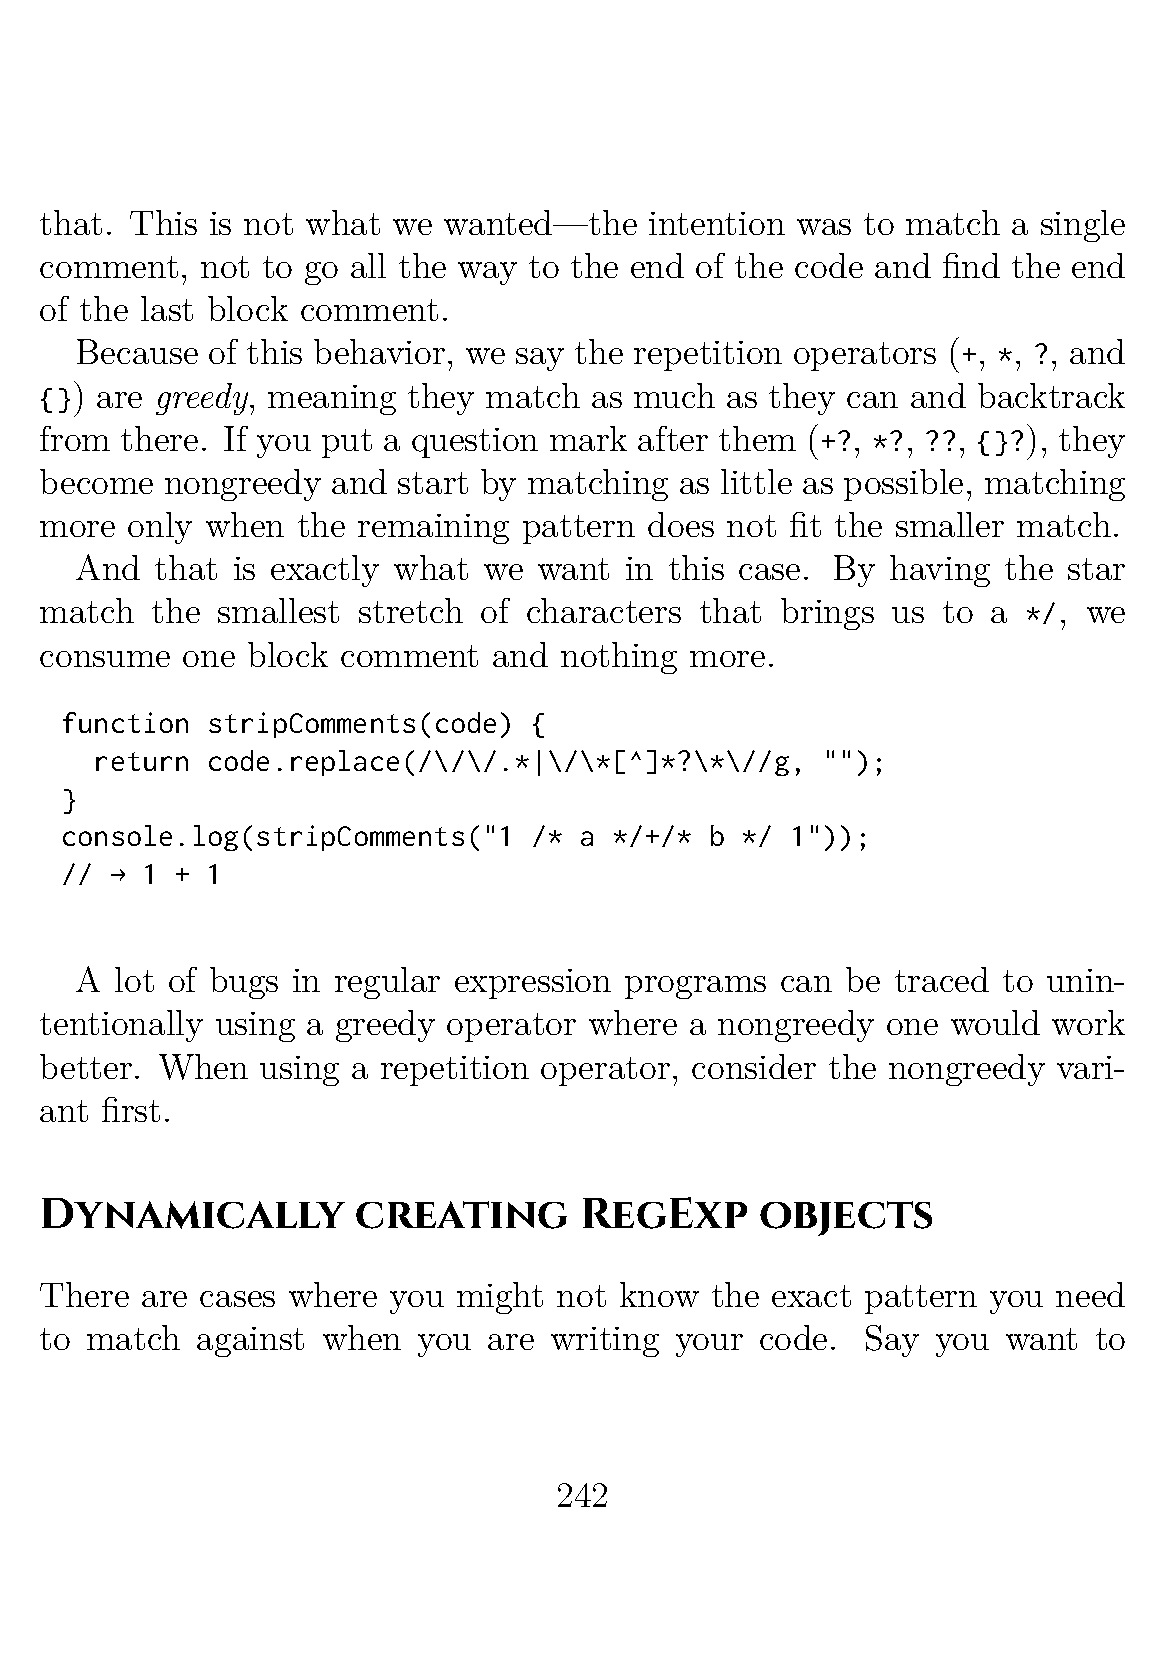 that. This is not what we wanted—the intention was to match a single
comment, not to go all the way to the end of the code and find the end
of the last block comment.
Because of this behavior, we say the repetition operators (+, *, ?, and
{}) are greedy, meaning they match as much as they can and backtrack
from there. If you put a question mark after them (+?, *?, ??, {}?), they
become nongreedy and start by matching as little as possible, matching
more only when the remaining pattern does not fit the smaller match.
And that is exactly what we want in this case. By having the star
match the smallest stretch of characters that brings us to a */, we
consume one block comment and nothing more.
function stripComments(code) {
  return code.replace(/\/\/.*|\/\*[^]*?\*\//g, "");
}
console.log(stripComments("1 /* a */+/* b */ 1"));
// → 1 + 1
A lot of bugs in regular expression programs can be traced to unin-
tentionally using a greedy operator where a nongreedy one would work
better. When using a repetition operator, consider the nongreedy vari-
ant first.
Dynamically creating RegExp objects
There are cases where you might not know the exact pattern you need
to match against when you are writing your code. Say you want to
242